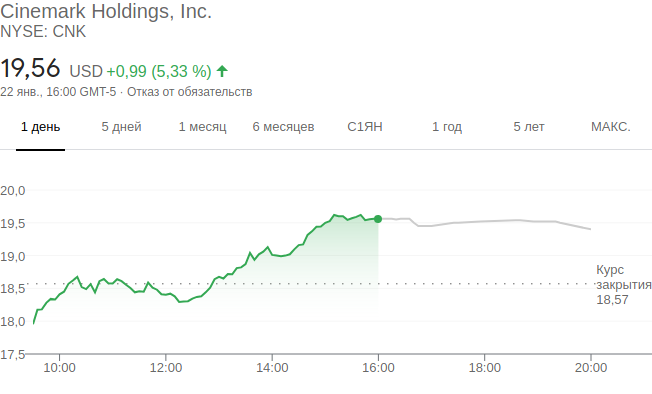 Cinemark Holdings, Inc.
NYSE: CNK
19,56 USD +0,99 (5,33 %)
22 янв., 16:00 GMT-5 · Отказ от обязательств
1 день 5 дней 1 месяц 6 месяцев С1ЯН 1 год 5 лет МАКС.
20,0
19,5
19,0
18,5
18,0
17,5
Курс
закрытия
18,57
10:00 12:00 14:00 16:00 18:00 20:00